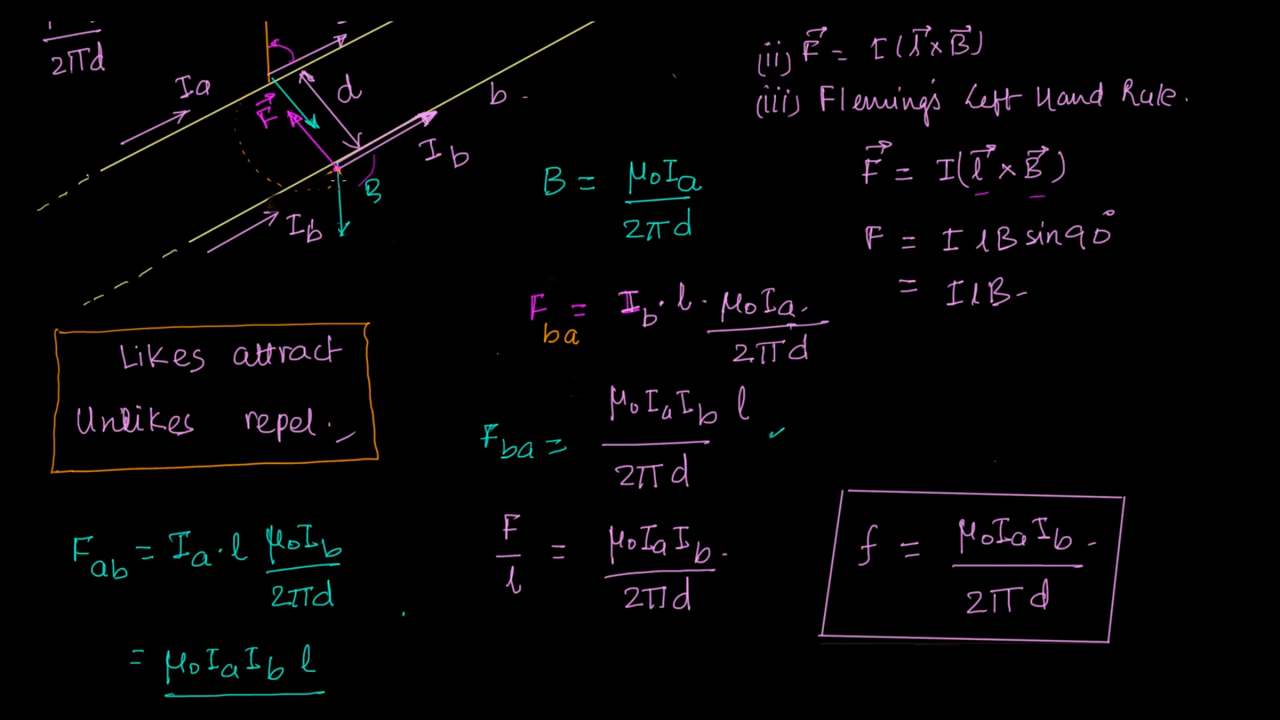 2πd
Ia
F
d
b
Ib
B
Ib
Likes attract
Unlikes repel.
Fab = Ia · l μ0Ib / 2πd
= μ0IaIb l
B = μ0Ia / 2πd
Fba = Ib · l · μ0Ia / 2πd
Fba = μ0IaIb l / 2πd
F / l = μ0IaIb / 2πd
(ii) F⃗ = I(l⃗ × B⃗)
(iii) Flemings Left Hand Rule.
F⃗ = I(l⃗ × B⃗)
F = I l B sin90°
= I l B
f = μ0IaIb / 2πd